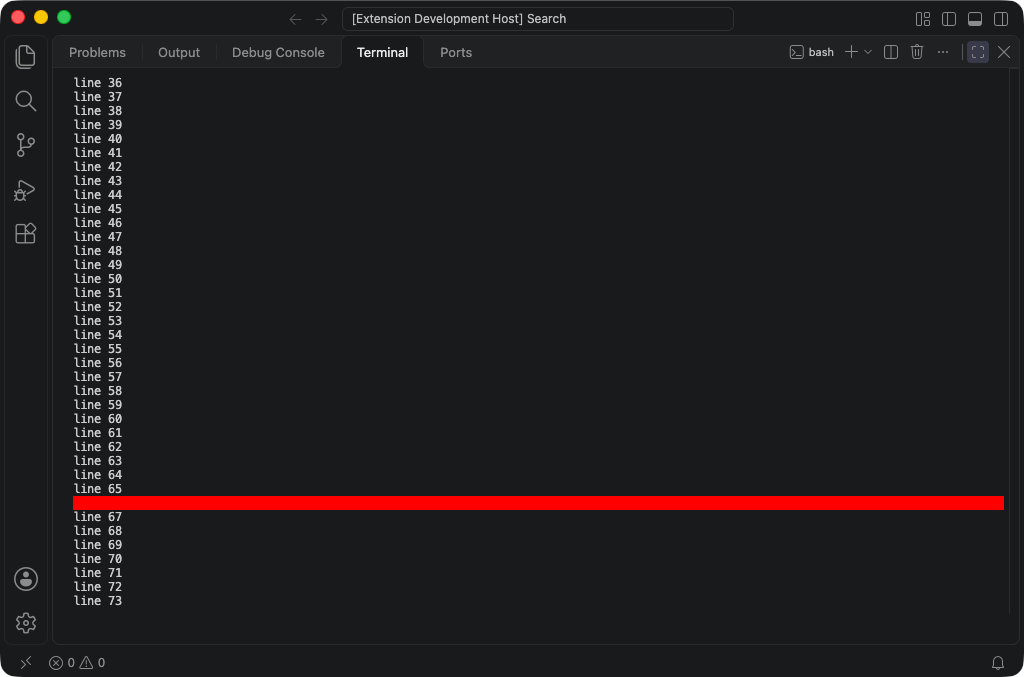 [Extension Development Host] Search
Problems Output Debug Console Terminal Ports bash
line 36
line 37
line 38
line 39
line 40
line 41
line 42
line 43
line 44
line 45
line 46
line 47
line 48
line 49
line 50
line 51
line 52
line 53
line 54
line 55
line 56
line 57
line 58
line 59
line 60
line 61
line 62
line 63
line 64
line 65
line 67
line 68
line 69
line 70
line 71
line 72
line 73
0 0